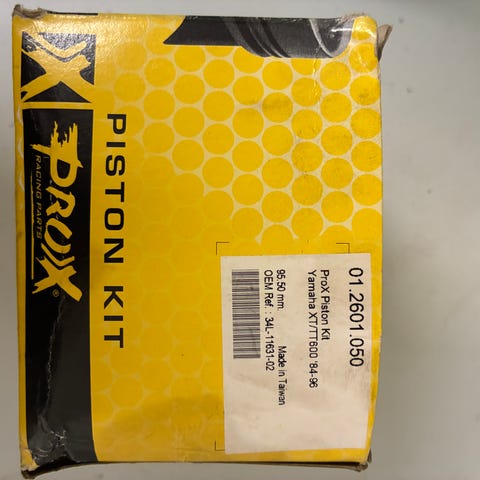 PROX
RACING PARTS
®
PISTON KIT
01.2601.050
ProX Piston Kit
Yamaha XT/TT600 '84-96
95.50 mm. Made in Taiwan
OEM Ref. : 34L-11631-02